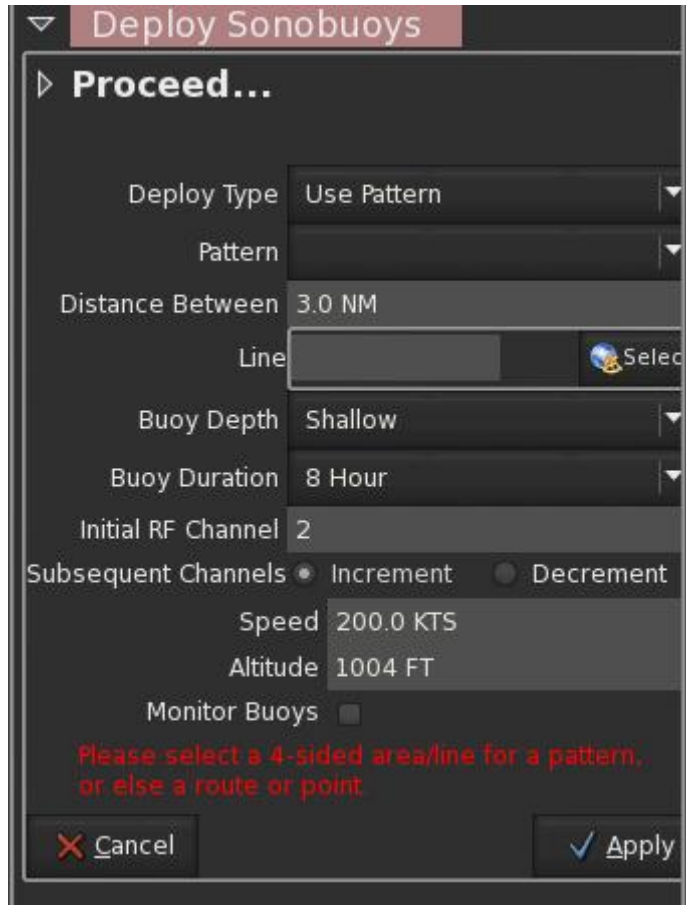 Deploy Sonobuoys
Proceed...
Deploy Type Use Pattern
Pattern
Distance Between 3.0 NM
Line Selec
Buoy Depth Shallow
Buoy Duration 8 Hour
Initial RF Channel 2
Subsequent Channels Increment Decrement
Speed 200.0 KTS
Altitude 1004 FT
Monitor Buoys
Please select a 4-sided area/line for a pattern,
or else a route or point.
Cancel Apply